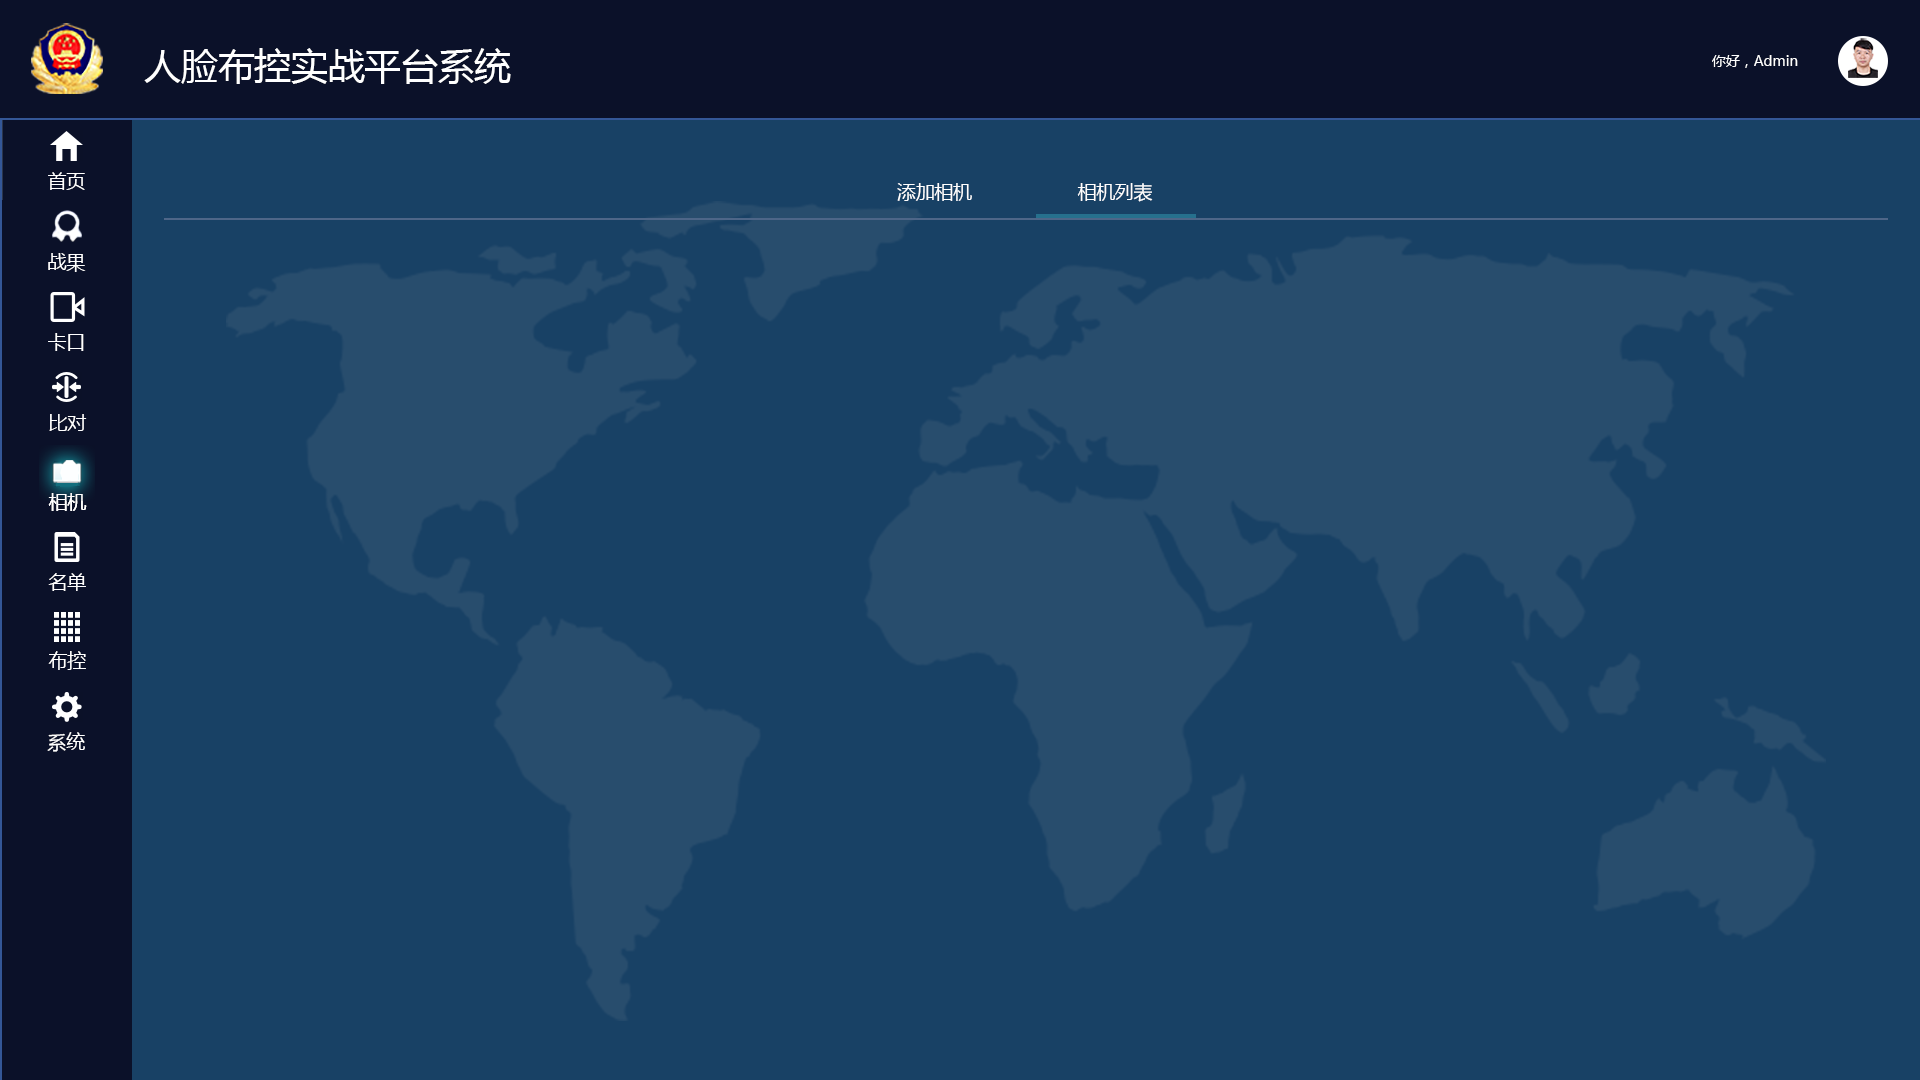 人脸布控实战平台系统
你好，Admin
首页
战果
卡口
比对
相机
名单
布控
系统
添加相机
相机列表